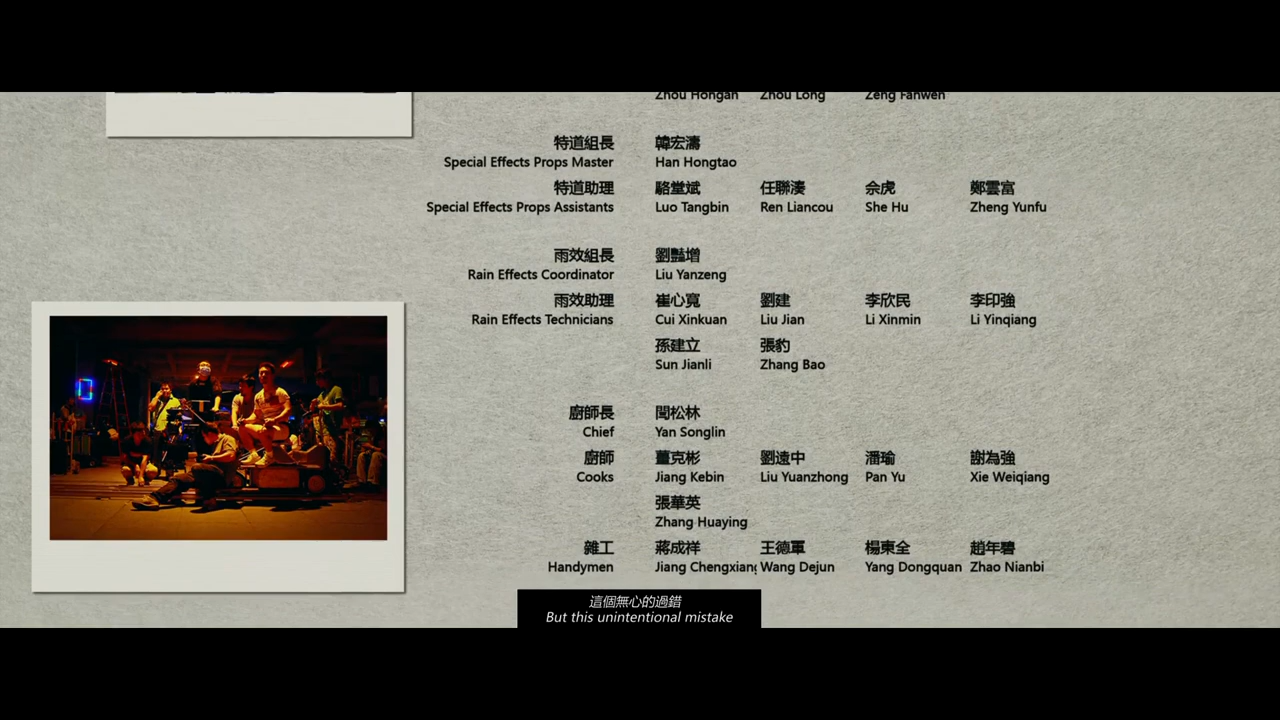 Zhou Hongan Zhou Long Zeng Fanwen
特道組長 韓宏濤
Special Effects Props Master Han Hongtao
特道助理 駱堂斌 任聯湊 佘虎 鄭雲富
Special Effects Props Assistants Luo Tangbin Ren Liancou She Hu Zheng Yunfu
雨效組長 劉豔增
Rain Effects Coordinator Liu Yanzeng
雨效助理 崔心寬 劉建 李欣民 李印強
Rain Effects Technicians Cui Xinkuan Liu Jian Li Xinmin Li Yinqiang
孫建立 張豹
Sun Jianli Zhang Bao
廚師長 閆松林
Chief Yan Songlin
廚師 薑克彬 劉遠中 潘瑜 謝為強
Cooks Jiang Kebin Liu Yuanzhong Pan Yu Xie Weiqiang
張華英
Zhang Huaying
雜工 蔣成祥 王德軍 楊東全 趙年碧
Handymen Jiang Chengxiang Wang Dejun Yang Dongquan Zhao Nianbi
這個無心的過錯
But this unintentional mistake